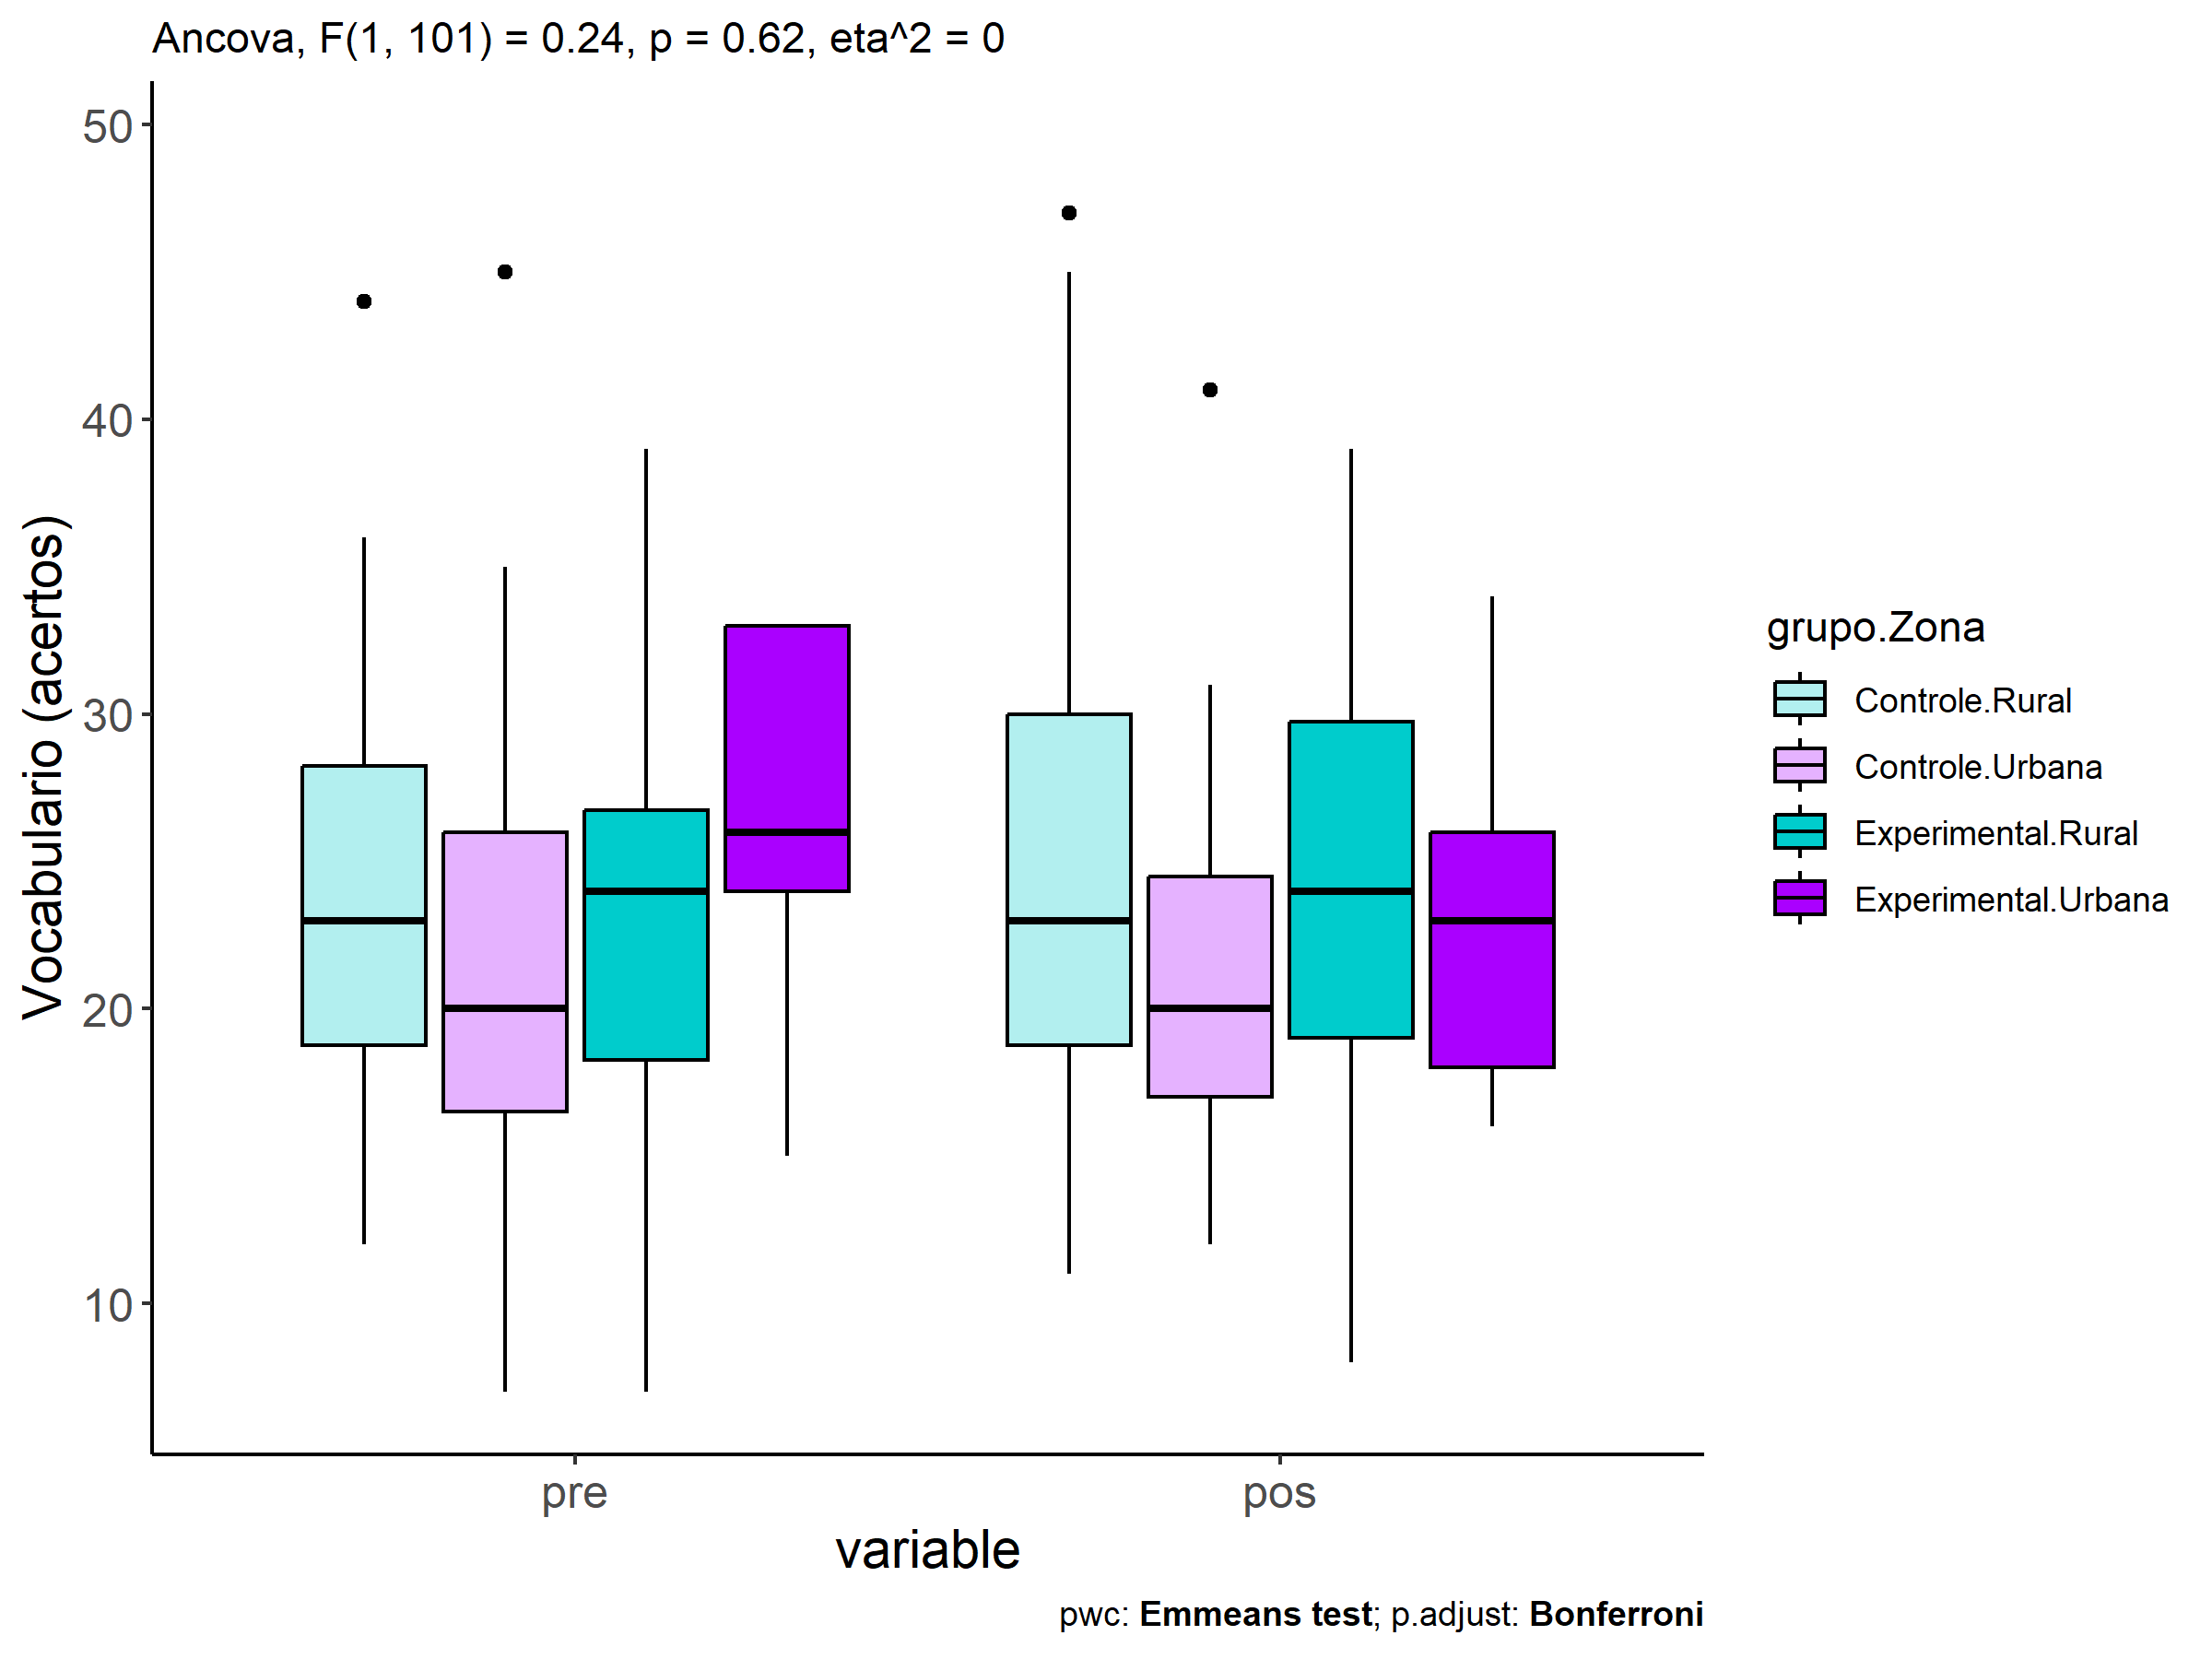 Ancova, F(1, 101) = 0.24, p = 0.62, eta^2 = 0
Vocabulario (acertos)
50
40
30
20
10
pre
pos
variable
grupo.Zona
Controle.Rural
Controle.Urbana
Experimental.Rural
Experimental.Urbana
pwc: Emmeans test; p.adjust: Bonferroni